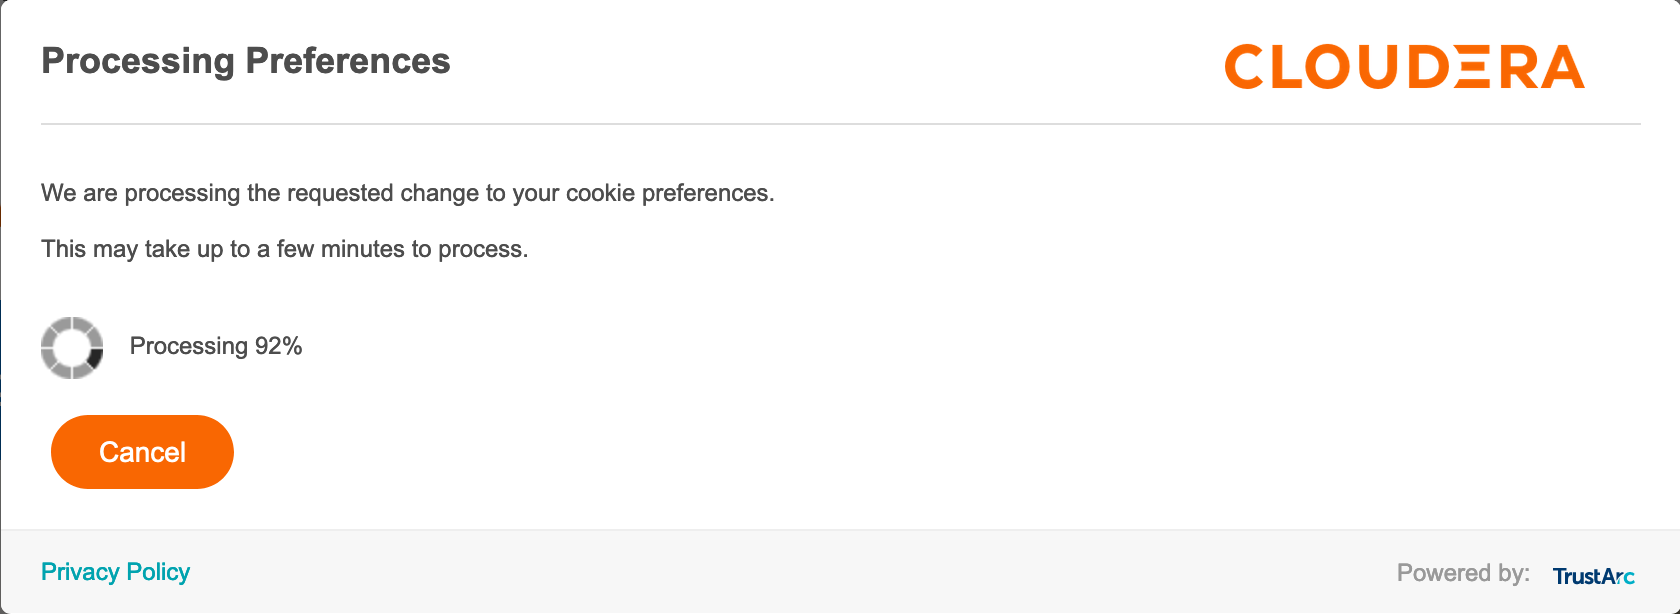 Processing Preferences
CLOUDERA
We are processing the requested change to your cookie preferences.
This may take up to a few minutes to process.
Processing 92%
Cancel
Privacy Policy
Powered by: TrustArc